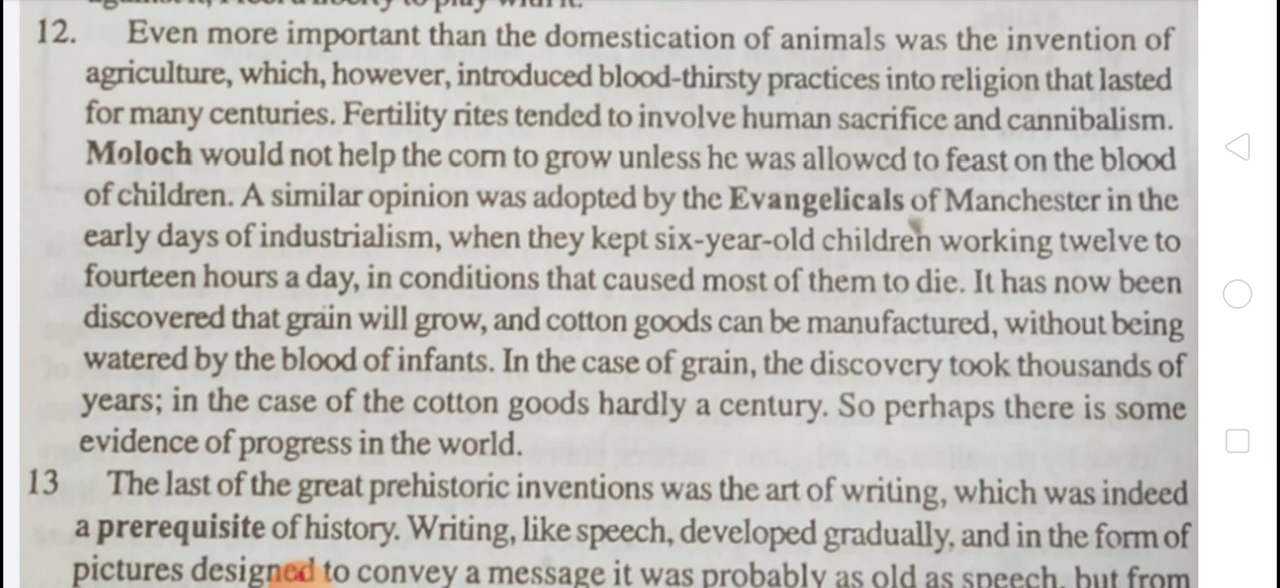 to play with it.
12. Even more important than the domestication of animals was the invention of
agriculture, which, however, introduced blood-thirsty practices into religion that lasted
for many centuries. Fertility rites tended to involve human sacrifice and cannibalism.
Moloch would not help the corn to grow unless he was allowed to feast on the blood
of children. A similar opinion was adopted by the Evangelicals of Manchester in the
early days of industrialism, when they kept six-year-old children working twelve to
fourteen hours a day, in conditions that caused most of them to die. It has now been
discovered that grain will grow, and cotton goods can be manufactured, without being
watered by the blood of infants. In the case of grain, the discovery took thousands of
years; in the case of the cotton goods hardly a century. So perhaps there is some
evidence of progress in the world.
13 The last of the great prehistoric inventions was the art of writing, which was indeed
a prerequisite of history. Writing, like speech, developed gradually, and in the form of
pictures designed to convey a message it was probably as old as speech, but from